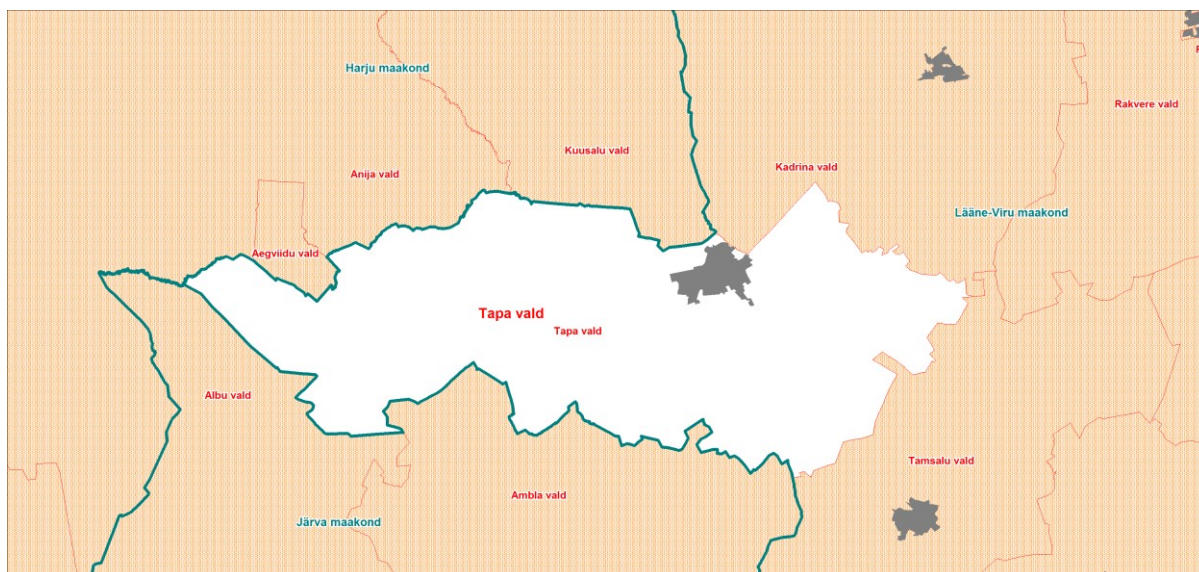 Harju maakond
Rakvere vald
Kuusalu vald
Kadrina vald
Anija vald
Lääne-Viru maakond
Aegviidu vald
Tapa vald
Tapa vald
Albu vald
Tamsalu vald
Ambla vald
Järva maakond